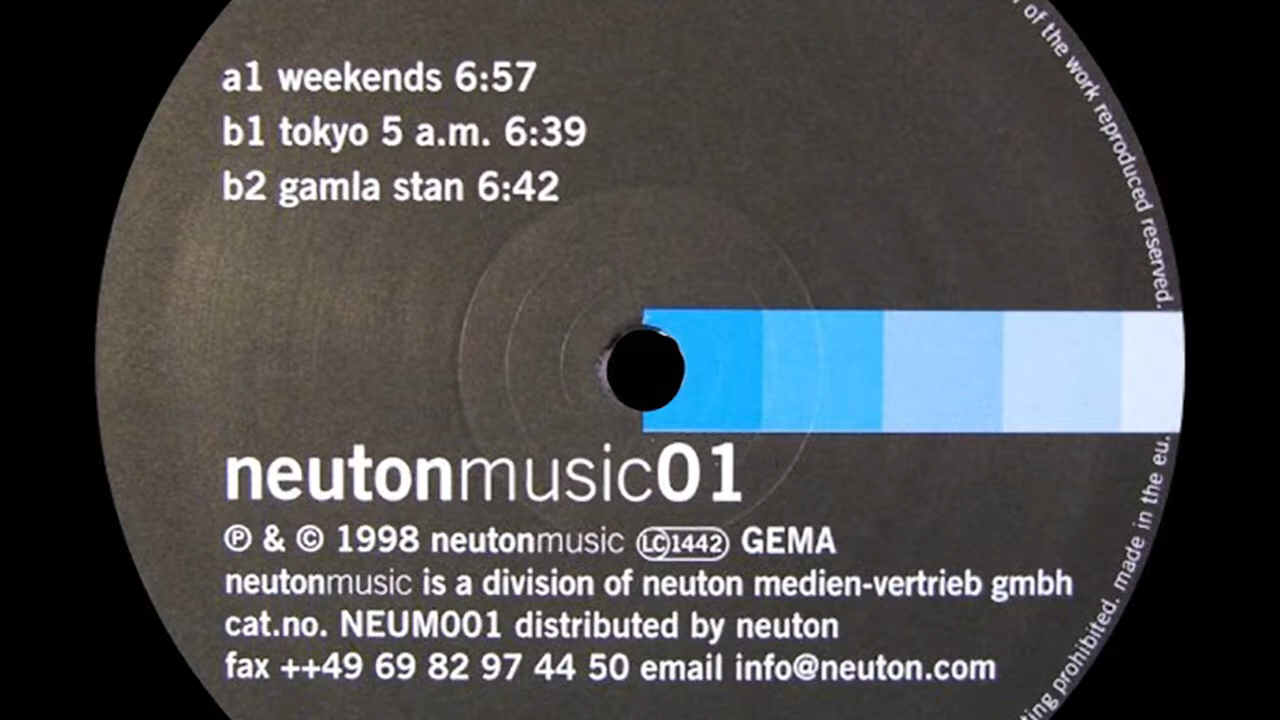 a1 weekends 6:57
b1 tokyo 5 a.m. 6:39
b2 gamla stan 6:42
of the work reproduced reserved.
neutonmusic01
℗ & © 1998 neutonmusic LC1442 GEMA
neutonmusic is a division of neuton medien-vertrieb gmbh
cat.no. NEUM001 distributed by neuton
fax ++49 69 82 97 44 50 email info@neuton.com
prohibited. made in the eu.